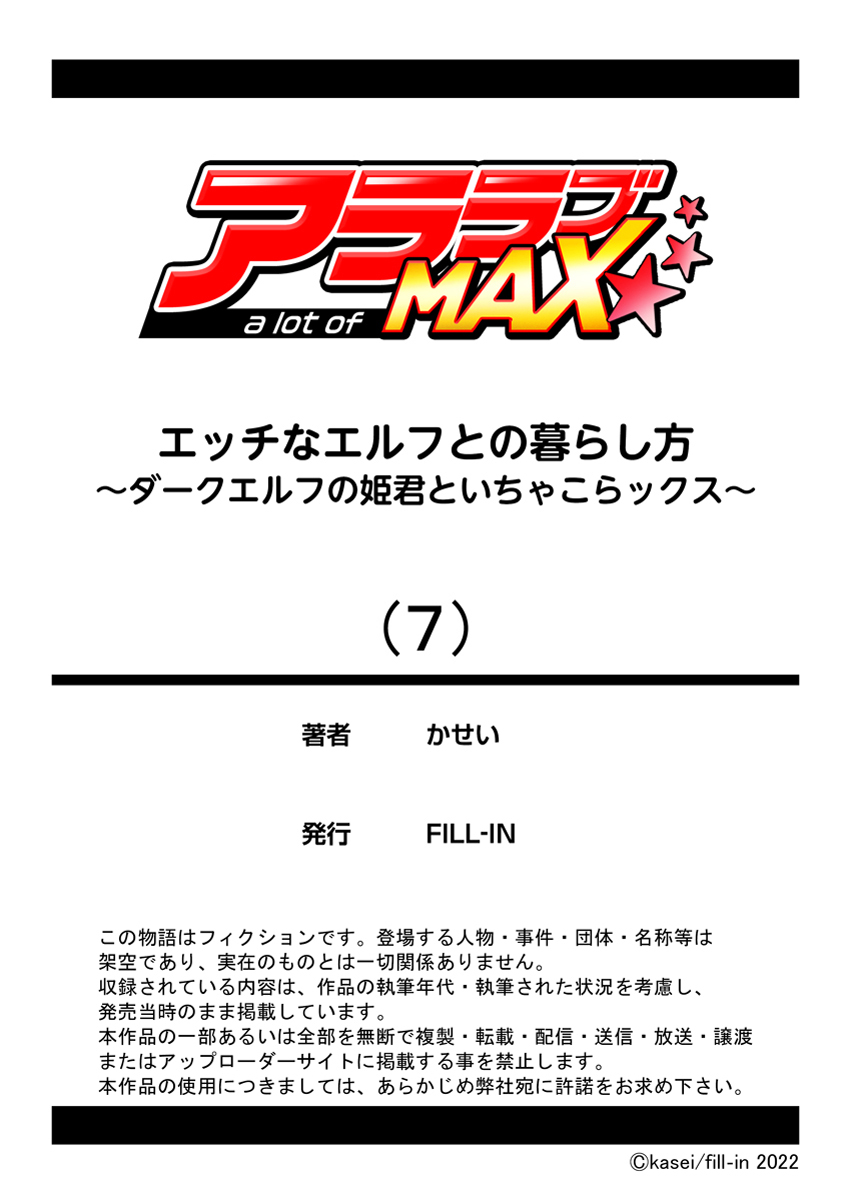 アララブ
a lot of MAX
エッチなエルフとの暮らし方
～ダークエルフの姫君といちゃこらックス～
（7）
著者 かせい
発行 FILL-IN
この物語はフィクションです。登場する人物・事件・団体・名称等は
架空であり、実在のものとは一切関係ありません。
収録されている内容は、作品の執筆年代・執筆された状況を考慮し、
発売当時のまま掲載しています。
本作品の一部あるいは全部を無断で複製・転載・配信・送信・放送・譲渡
またはアップローダーサイトに掲載する事を禁止します。
本作品の使用につきましては、あらかじめ弊社宛に許諾をお求め下さい。
©kasei/fill-in 2022